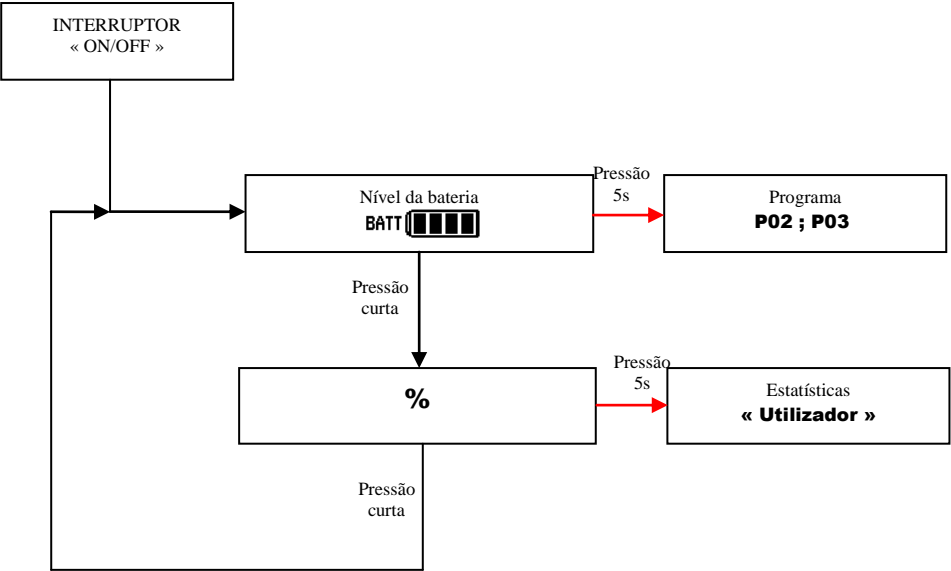 INTERRUPTOR
« ON/OFF »
Nível da bateria
BATT
Pressão
5s
Programa
P02 ; P03
Pressão
curta
%
Pressão
5s
Estatísticas
« Utilizador »
Pressão
curta